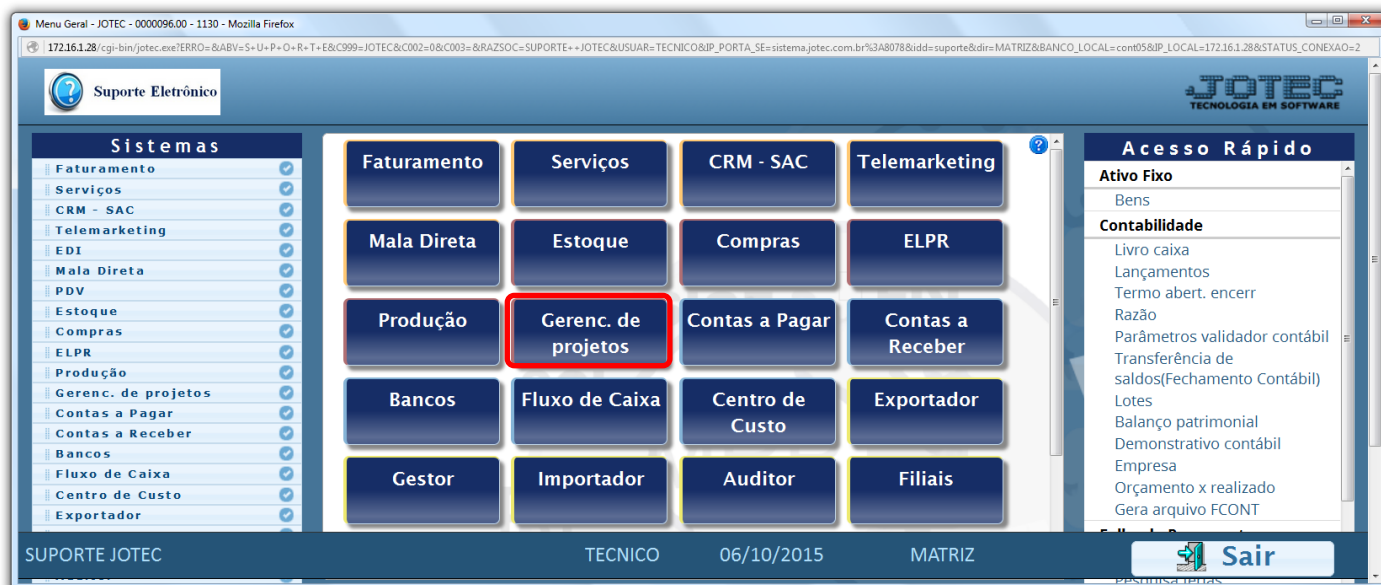 Menu Geral - JOTEC - 0000096.00 - 1130 - Mozilla Firefox
172.16.1.28/cgi-bin/jotec.exe?ERRO=&ABV=S+U+P+O+R+T+E&C999=JOTEC&C002=0&C003=&RAZSOC=SUPORTE++JOTEC&USUAR=TECNICO&IP_PORTA_SE=sistema.jotec.com.br%3A8078&idd=suporte&dir=MATRIZ&BANCO_LOCAL=cont05&IP_LOCAL=172.16.1.28&STATUS_CONEXAO=2
Suporte Eletrônico
JOTEC
TECNOLOGIA EM SOFTWARE
Sistemas
Faturamento
Serviços
CRM - SAC
Telemarketing
EDI
Mala Direta
PDV
Estoque
Compras
ELPR
Produção
Gerenc. de projetos
Contas a Pagar
Contas a Receber
Bancos
Fluxo de Caixa
Centro de Custo
Exportador
Faturamento
Serviços
CRM - SAC
Telemarketing
Mala Direta
Estoque
Compras
ELPR
Produção
Gerenc. de
projetos
Contas a Pagar
Contas a
Receber
Bancos
Fluxo de Caixa
Centro de
Custo
Exportador
Gestor
Importador
Auditor
Filiais
Acesso Rápido
Ativo Fixo
Bens
Contabilidade
Livro caixa
Lançamentos
Termo abert. encerr
Razão
Parâmetros validador contábil
Transferência de
saldos(Fechamento Contábil)
Lotes
Balanço patrimonial
Demonstrativo contábil
Empresa
Orçamento x realizado
Gera arquivo FCONT
SUPORTE JOTEC
TECNICO
06/10/2015
MATRIZ
Sair